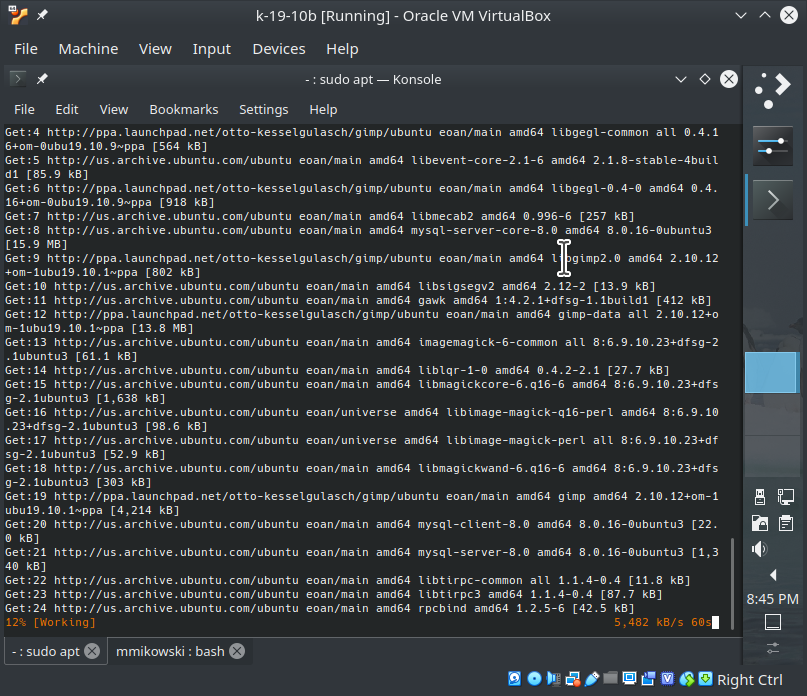 k-19-10b [Running] - Oracle VM VirtualBox
File Machine View Input Devices Help
- : sudo apt — Konsole
File Edit View Bookmarks Settings Help
Get:4 http://ppa.launchpad.net/otto-kesselgulasch/gimp/ubuntu eoan/main amd64 libgegl-common all 0.4.1
6+om-0ubu19.10.9~ppa [564 kB]
Get:5 http://us.archive.ubuntu.com/ubuntu eoan/main amd64 libevent-core-2.1-6 amd64 2.1.8-stable-4buil
d1 [85.9 kB]
Get:6 http://ppa.launchpad.net/otto-kesselgulasch/gimp/ubuntu eoan/main amd64 libgegl-0.4-0 amd64 0.4.
16+om-0ubu19.10.9~ppa [918 kB]
Get:7 http://us.archive.ubuntu.com/ubuntu eoan/main amd64 libmecab2 amd64 0.996-6 [257 kB]
Get:8 http://us.archive.ubuntu.com/ubuntu eoan/main amd64 mysql-server-core-8.0 amd64 8.0.16-0ubuntu3
[15.9 MB]
Get:9 http://ppa.launchpad.net/otto-kesselgulasch/gimp/ubuntu eoan/main amd64 libgimp2.0 amd64 2.10.12
+om-1ubu19.10.1~ppa [802 kB]
Get:10 http://us.archive.ubuntu.com/ubuntu eoan/main amd64 libsigsegv2 amd64 2.12-2 [13.9 kB]
Get:11 http://us.archive.ubuntu.com/ubuntu eoan/main amd64 gawk amd64 1:4.2.1+dfsg-1.1build1 [412 kB]
Get:12 http://ppa.launchpad.net/otto-kesselgulasch/gimp/ubuntu eoan/main amd64 gimp-data all 2.10.12+o
m-1ubu19.10.1~ppa [13.8 MB]
Get:13 http://us.archive.ubuntu.com/ubuntu eoan/main amd64 imagemagick-6-common all 8:6.9.10.23+dfsg-2
.1ubuntu3 [61.1 kB]
Get:14 http://us.archive.ubuntu.com/ubuntu eoan/main amd64 liblqr-1-0 amd64 0.4.2-2.1 [27.7 kB]
Get:15 http://us.archive.ubuntu.com/ubuntu eoan/main amd64 libmagickcore-6.q16-6 amd64 8:6.9.10.23+dfs
g-2.1ubuntu3 [1,638 kB]
Get:16 http://us.archive.ubuntu.com/ubuntu eoan/universe amd64 libimage-magick-q16-perl amd64 8:6.9.10
.23+dfsg-2.1ubuntu3 [98.6 kB]
Get:17 http://us.archive.ubuntu.com/ubuntu eoan/universe amd64 libimage-magick-perl all 8:6.9.10.23+df
sg-2.1ubuntu3 [52.9 kB]
Get:18 http://us.archive.ubuntu.com/ubuntu eoan/main amd64 libmagickwand-6.q16-6 amd64 8:6.9.10.23+dfs
g-2.1ubuntu3 [303 kB]
Get:19 http://ppa.launchpad.net/otto-kesselgulasch/gimp/ubuntu eoan/main amd64 gimp amd64 2.10.12+om-1
ubu19.10.1~ppa [4,214 kB]
Get:20 http://us.archive.ubuntu.com/ubuntu eoan/main amd64 mysql-client-8.0 amd64 8.0.16-0ubuntu3 [22.
0 kB]
Get:21 http://us.archive.ubuntu.com/ubuntu eoan/main amd64 mysql-server-8.0 amd64 8.0.16-0ubuntu3 [1,3
40 kB]
Get:22 http://us.archive.ubuntu.com/ubuntu eoan/main amd64 libtirpc-common all 1.1.4-0.4 [11.8 kB]
Get:23 http://us.archive.ubuntu.com/ubuntu eoan/main amd64 libtirpc3 amd64 1.1.4-0.4 [87.7 kB]
Get:24 http://us.archive.ubuntu.com/ubuntu eoan/main amd64 rpcbind amd64 1.2.5-6 [42.5 kB]
12% [Working] 5,482 kB/s 60s
8:45 PM
- : sudo apt mmikowski : bash
Right Ctrl